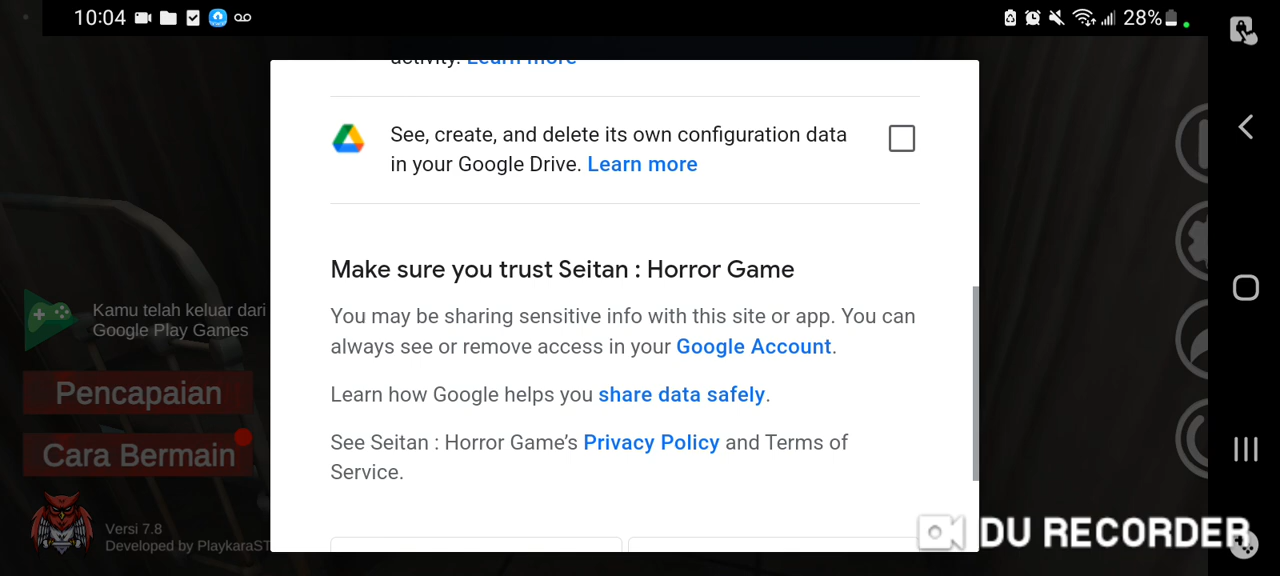 10:04
28%
activity. Learn more
See, create, and delete its own configuration data
in your Google Drive. Learn more
Make sure you trust Seitan : Horror Game
You may be sharing sensitive info with this site or app. You can
always see or remove access in your Google Account.
Learn how Google helps you share data safely.
See Seitan : Horror Game’s Privacy Policy and Terms of
Service.
Kamu telah keluar dari
Google Play Games
Pencapaian
Cara Bermain
Versi 7.8
Developed by PlaykaraST
DU RECORDER